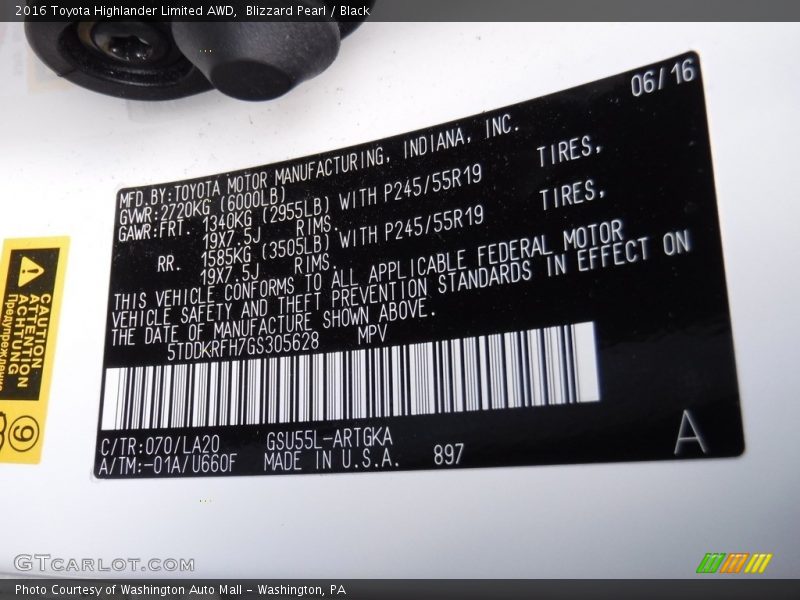 2016 Toyota Highlander Limited AWD,  Blizzard Pearl / Black
06/16
MFD.BY:TOYOTA MOTOR MANUFACTURING, INDIANA, INC.
GVWR:2720KG (6000LB)
GAWR:FRT. 1340KG (2955LB) WITH P245/55R19 TIRES,
19X7.5J RIMS.
RR. 1585KG (3505LB) WITH P245/55R19 TIRES,
19X7.5J RIMS.
THIS VEHICLE CONFORMS TO ALL APPLICABLE FEDERAL MOTOR
VEHICLE SAFETY AND THEFT PREVENTION STANDARDS IN EFFECT ON
THE DATE OF MANUFACTURE SHOWN ABOVE.
5TDDKRFH7GS305628 MPV
C/TR:070/LA20 GSU55L-ARTGKA
A/TM:-01A/U660F MADE IN U.S.A. 897
A
CAUTION
ATTENTION
ACHTUNG
Предупреждение
9
GTCARLOT.COM
Photo Courtesy of Washington Auto Mall - Washington, PA